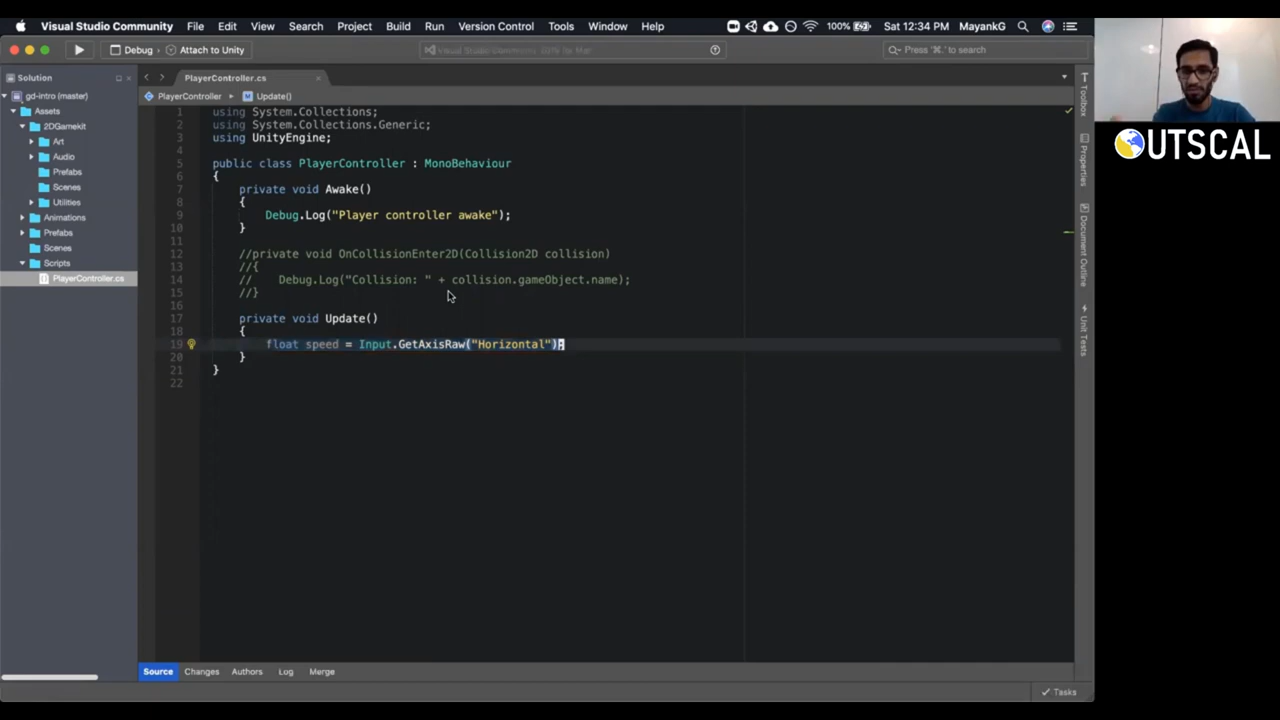 Visual Studio Community File Edit View Search Project Build Run Version Control Tools Window Help 100% Sat 12:34 PM MayankG
Debug Attach to Unity Press '⌘.' to search
Solution
PlayerController.cs
gd-intro (master)
PlayerController Update()
Assets
2DGamekit
Art
Audio
Prefabs
Scenes
Utilities
Animations
Prefabs
Scenes
Scripts
PlayerController.cs
1 using System.Collections;
2 using System.Collections.Generic;
3 using UnityEngine;
4
5 public class PlayerController : MonoBehaviour
6 {
7 private void Awake()
8 {
9 Debug.Log("Player controller awake");
10 }
11
12 //private void OnCollisionEnter2D(Collision2D collision)
13 //{
14 // Debug.Log("Collision: " + collision.gameObject.name);
15 //}
16
17 private void Update()
18 {
19 float speed = Input.GetAxisRaw("Horizontal");
20 }
21 }
22
Toolbox
Properties
Document Outline
Unit Tests
Source Changes Authors Log Merge
Tasks
OUTSCAL